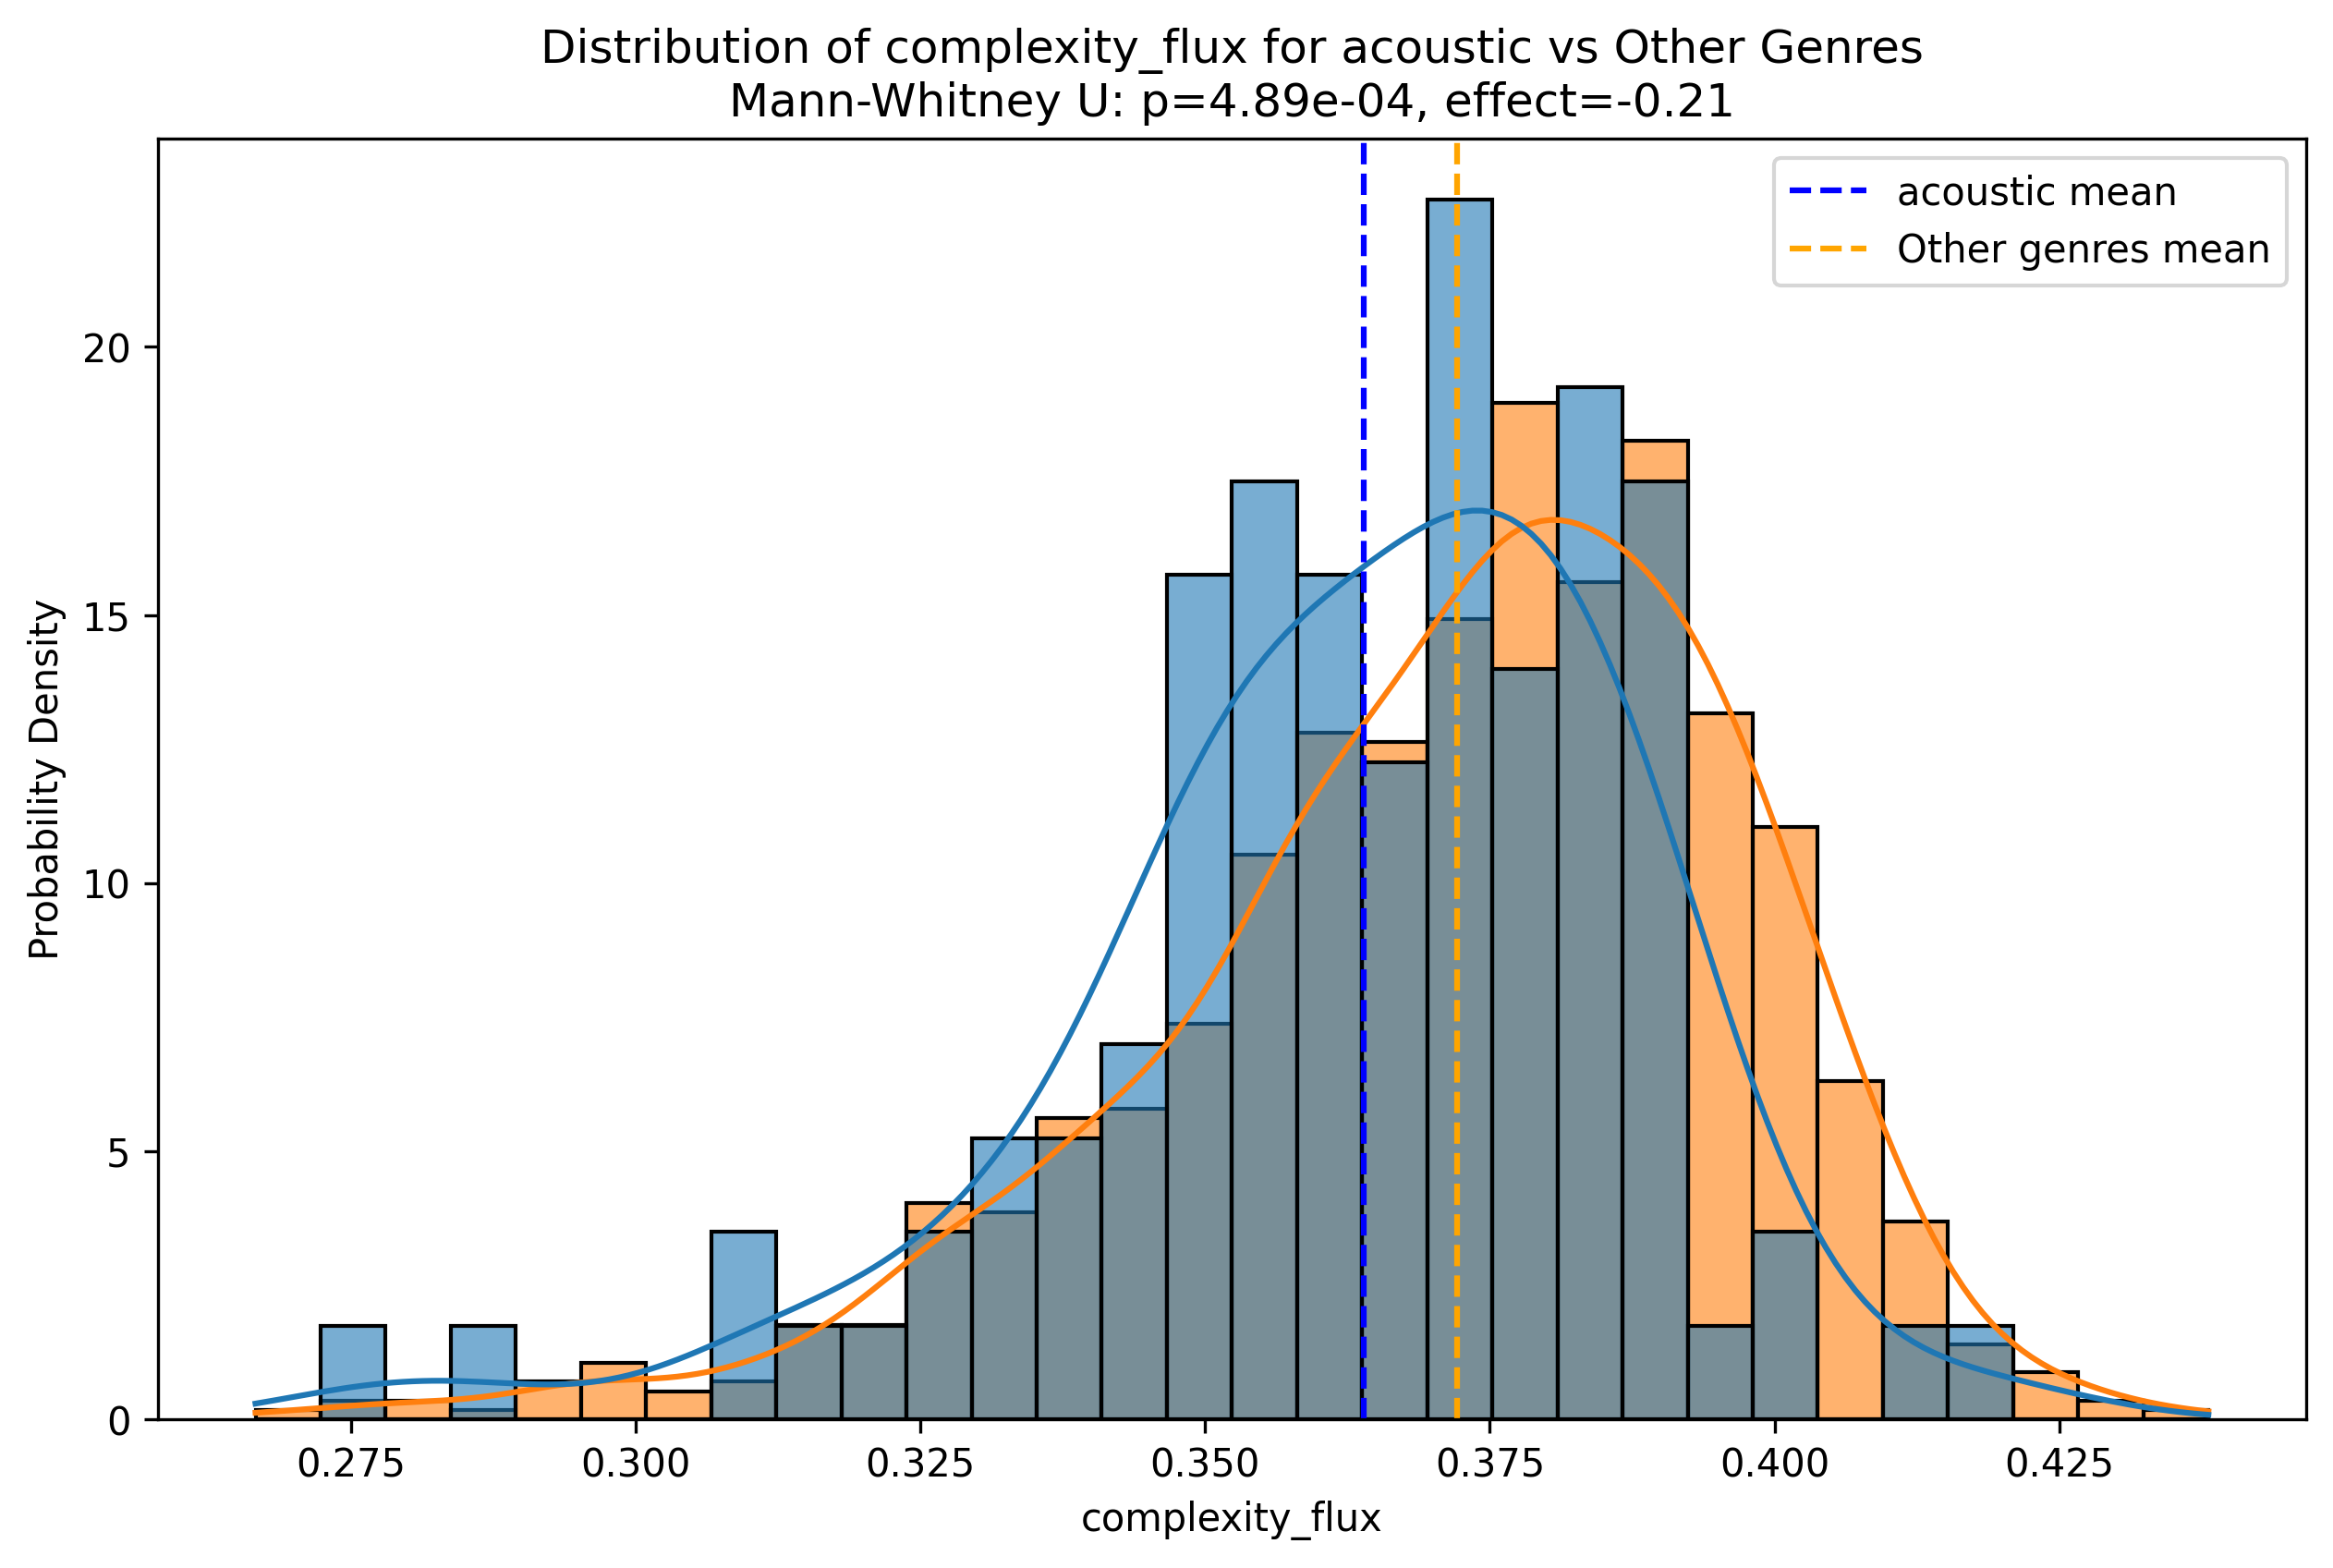 Distribution of complexity_flux for acoustic vs Other Genres
Mann-Whitney U: p=4.89e-04, effect=-0.21
acoustic mean
Other genres mean
Probability Density
20
15
10
5
0
0.275 0.300 0.325 0.350 0.375 0.400 0.425
complexity_flux